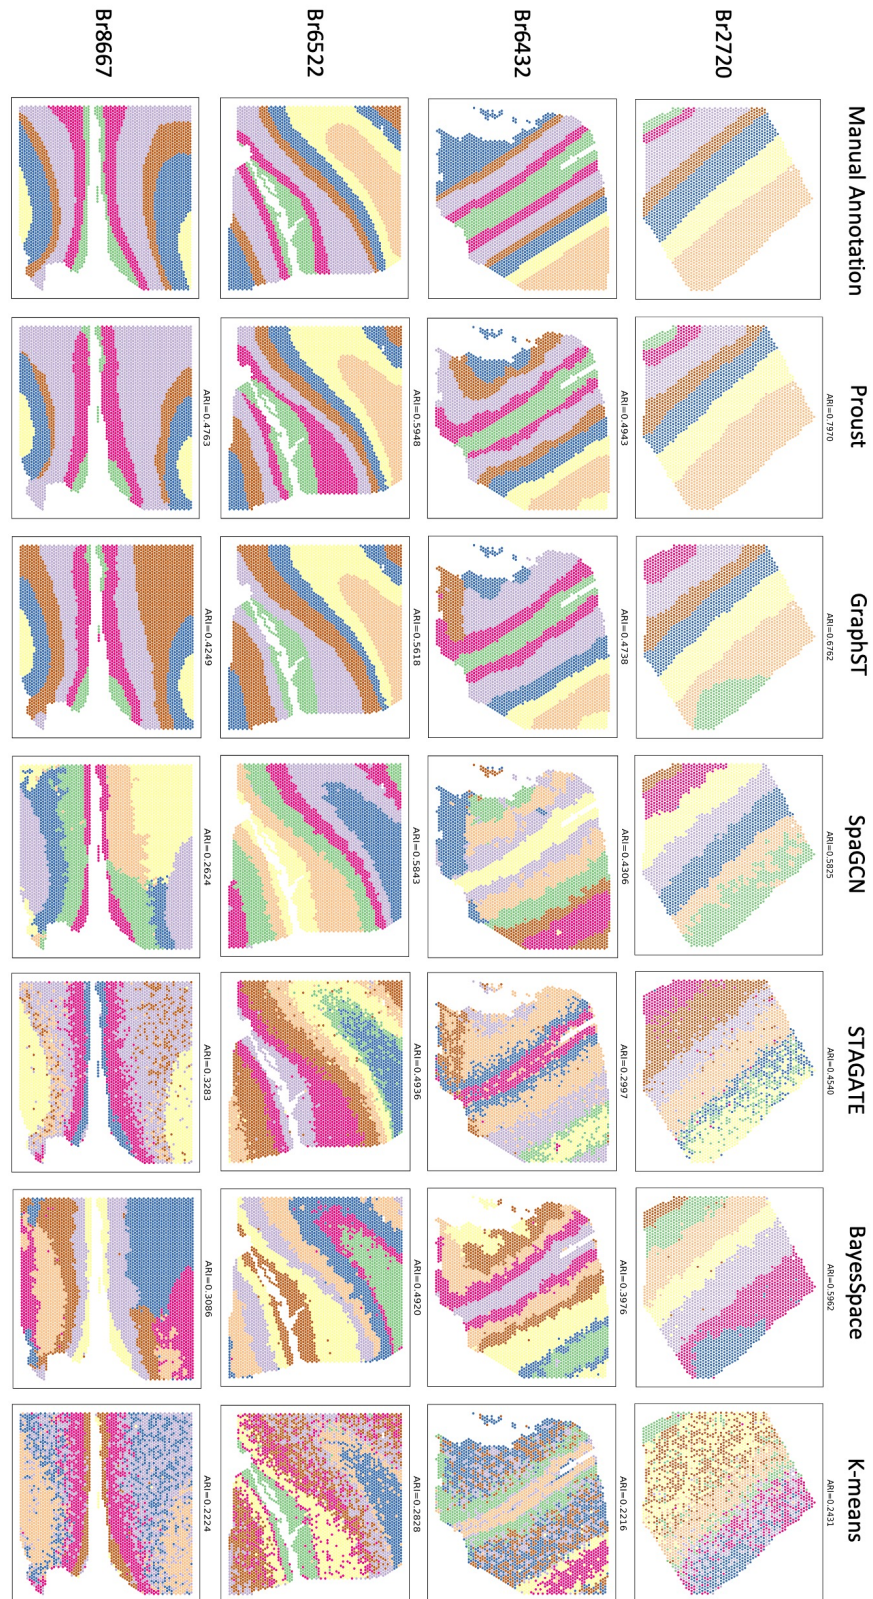 Manual Annotation
Proust
GraphST
SpaGCN
STAGATE
BayesSpace
K-means
Br2720
ARI=0.7970
ARI=0.6762
ARI=0.5825
ARI=0.4540
ARI=0.5962
ARI=0.2431
Br6432
ARI=0.4943
ARI=0.4738
ARI=0.4306
ARI=0.2997
ARI=0.3976
ARI=0.2216
Br6522
ARI=0.5948
ARI=0.5618
ARI=0.5843
ARI=0.4936
ARI=0.4920
ARI=0.2828
Br8667
ARI=0.4763
ARI=0.4249
ARI=0.2624
ARI=0.3283
ARI=0.3086
ARI=0.2224